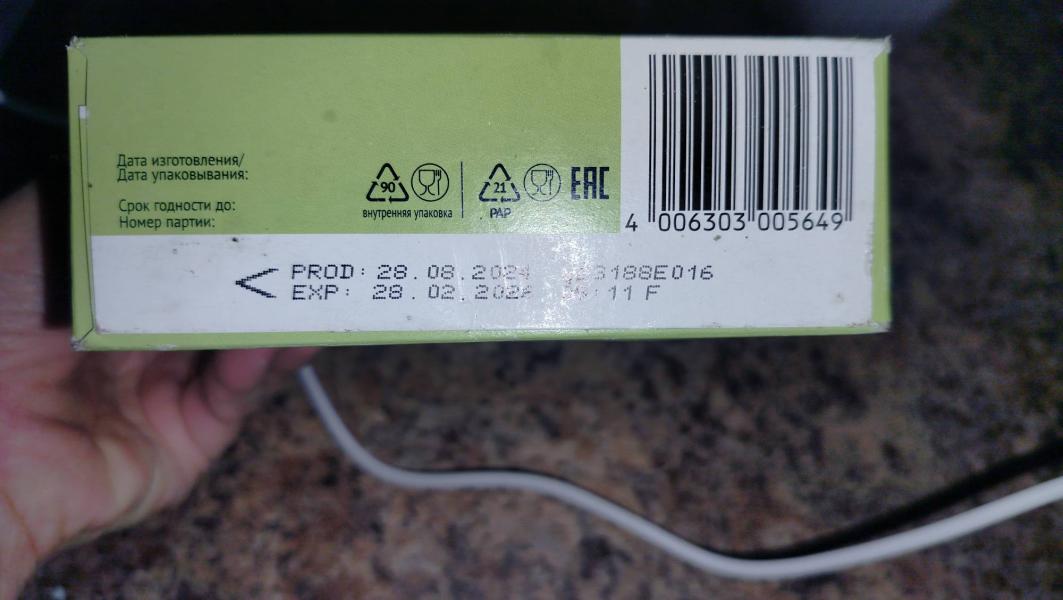 Дата изготовления/
Дата упаковывания:
Срок годности до:
Номер партии:
90
внутренняя упаковка
21
PAP
EAC
4 006303 005649
PROD: 28.08.2024
EXP: 28.02. 11 F